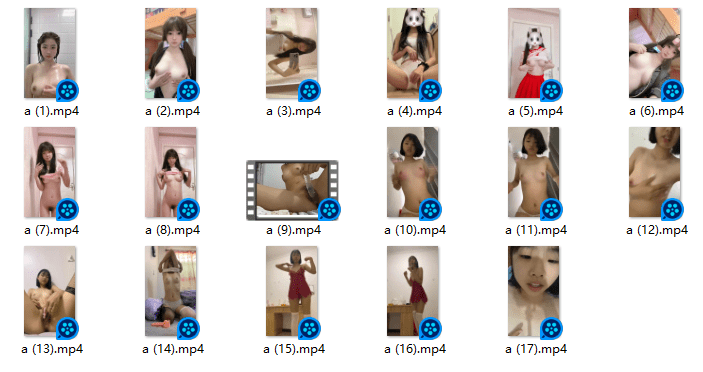 a (1).mp4
a (2).mp4
a (3).mp4
a (4).mp4
a (5).mp4
a (6).mp4
a (7).mp4
a (8).mp4
a (9).mp4
a (10).mp4
a (11).mp4
a (12).mp4
a (13).mp4
a (14).mp4
a (15).mp4
a (16).mp4
a (17).mp4